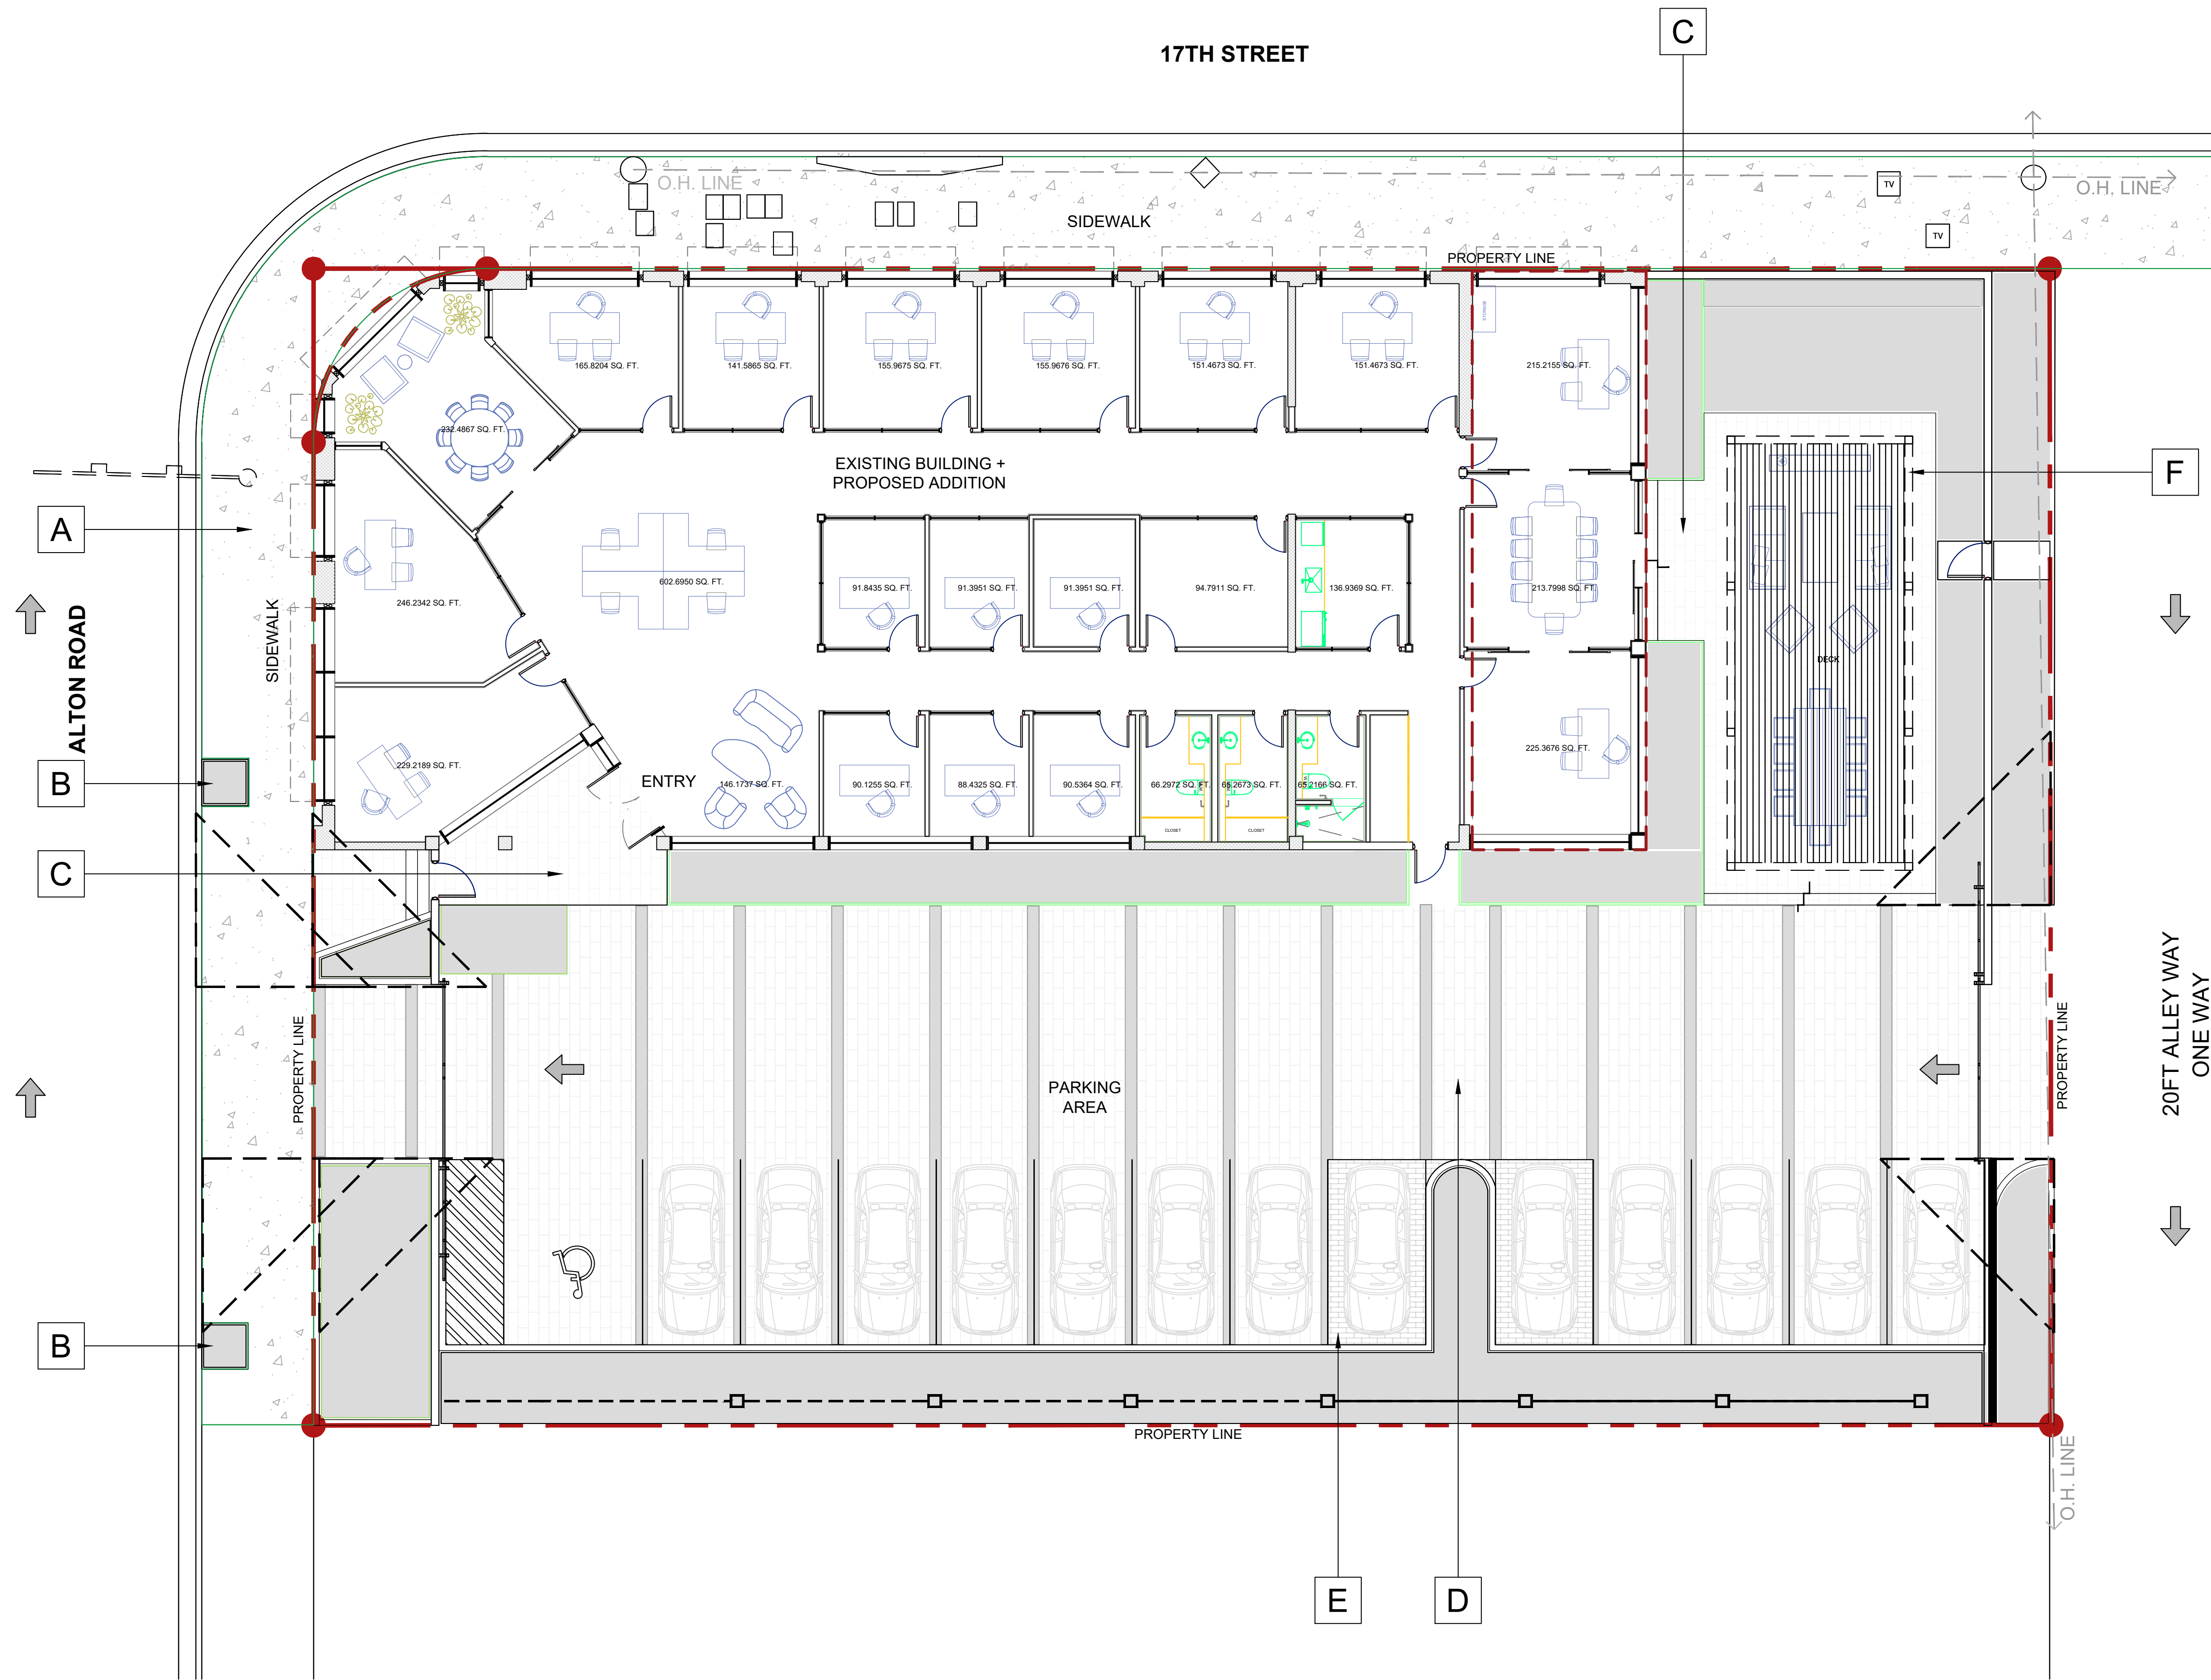 C
17TH STREET
O.H. LINE
TV
O.H. LINE
SIDEWALK
TV
PROPERTY LINE
STORAGE
165.8204 SQ. FT.
141.5865 SQ. FT.
155.9675 SQ. FT.
155.9676 SQ. FT.
151.4673 SQ. FT.
151.4673 SQ. FT.
215.2155 SQ. FT.
232.4867 SQ. FT.
EXISTING BUILDING +
PROPOSED ADDITION
F
A
ALTON ROAD
SIDEWALK
246.2342 SQ. FT.
602.6950 SQ. FT.
91.8435 SQ. FT.
91.3951 SQ. FT.
91.3951 SQ. FT.
94.7911 SQ. FT.
136.9369 SQ. FT.
213.7998 SQ. FT.
DECK
229.2189 SQ. FT.
ENTRY
146.1737 SQ. FT.
90.1255 SQ. FT.
88.4325 SQ. FT.
90.5364 SQ. FT.
66.2972 SQ. FT.
65.2673 SQ. FT.
65.2166 SQ. FT.
225.3676 SQ. FT.
B
CLOSET
CLOSET
C
PROPERTY LINE
PARKING
AREA
PROPERTY LINE
20FT ALLEY WAY
ONE WAY
B
PROPERTY LINE
O.H. LINE
E
D